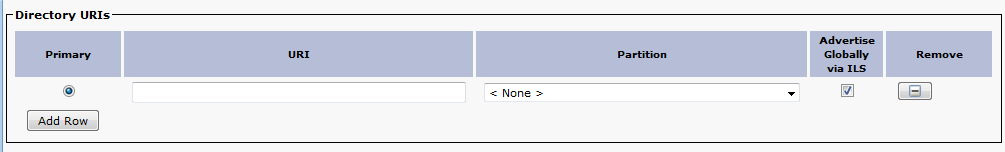 Directory URIs
Primary
URI
Partition
Advertise
Globally
via ILS
Remove
< None >
Add Row